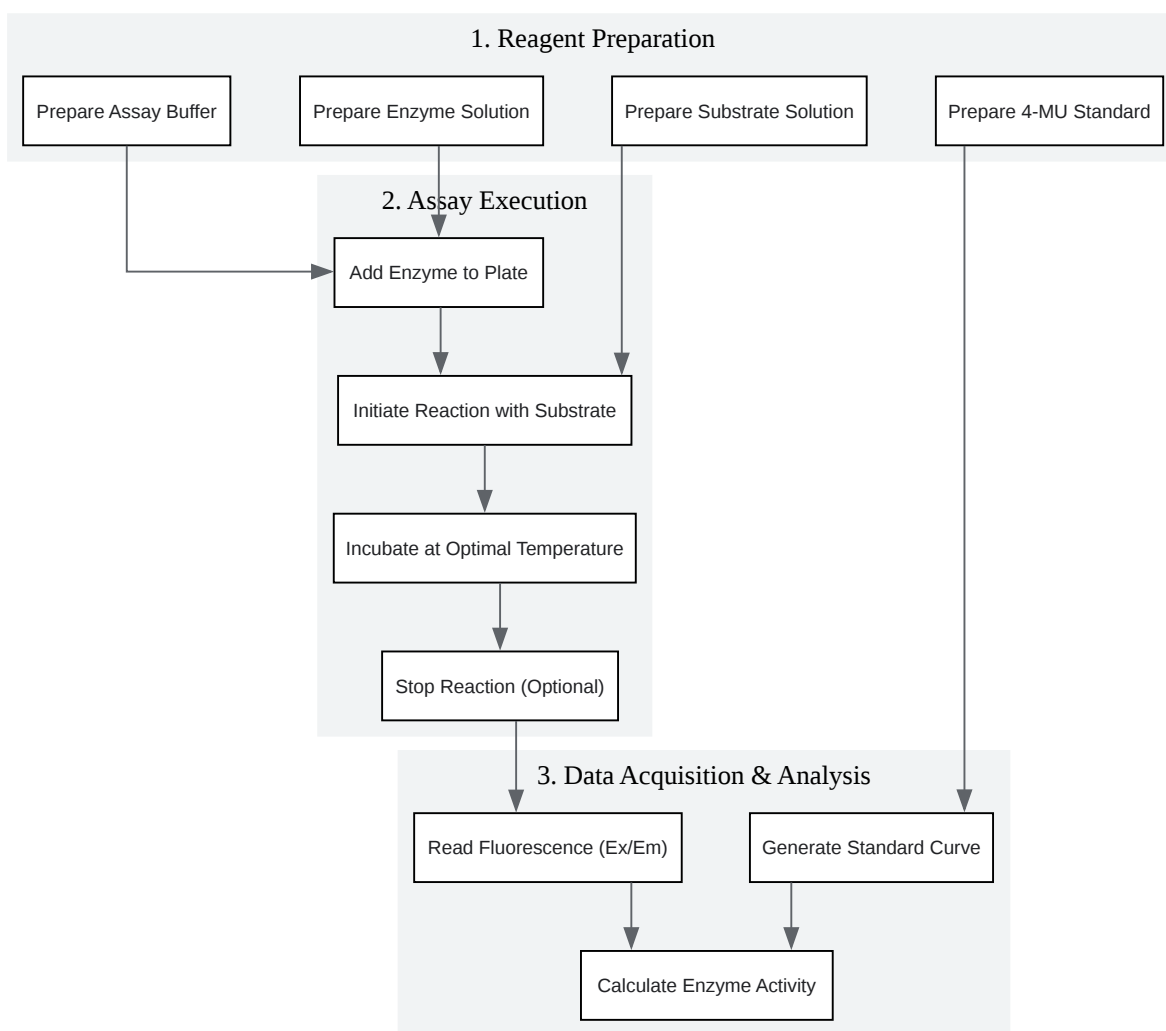 1. Reagent Preparation
Prepare Assay Buffer
Prepare Enzyme Solution
Prepare Substrate Solution
Prepare 4-MU Standard
2. Assay Execution
Add Enzyme to Plate
Initiate Reaction with Substrate
Incubate at Optimal Temperature
Stop Reaction (Optional)
3. Data Acquisition & Analysis
Read Fluorescence (Ex/Em)
Generate Standard Curve
Calculate Enzyme Activity